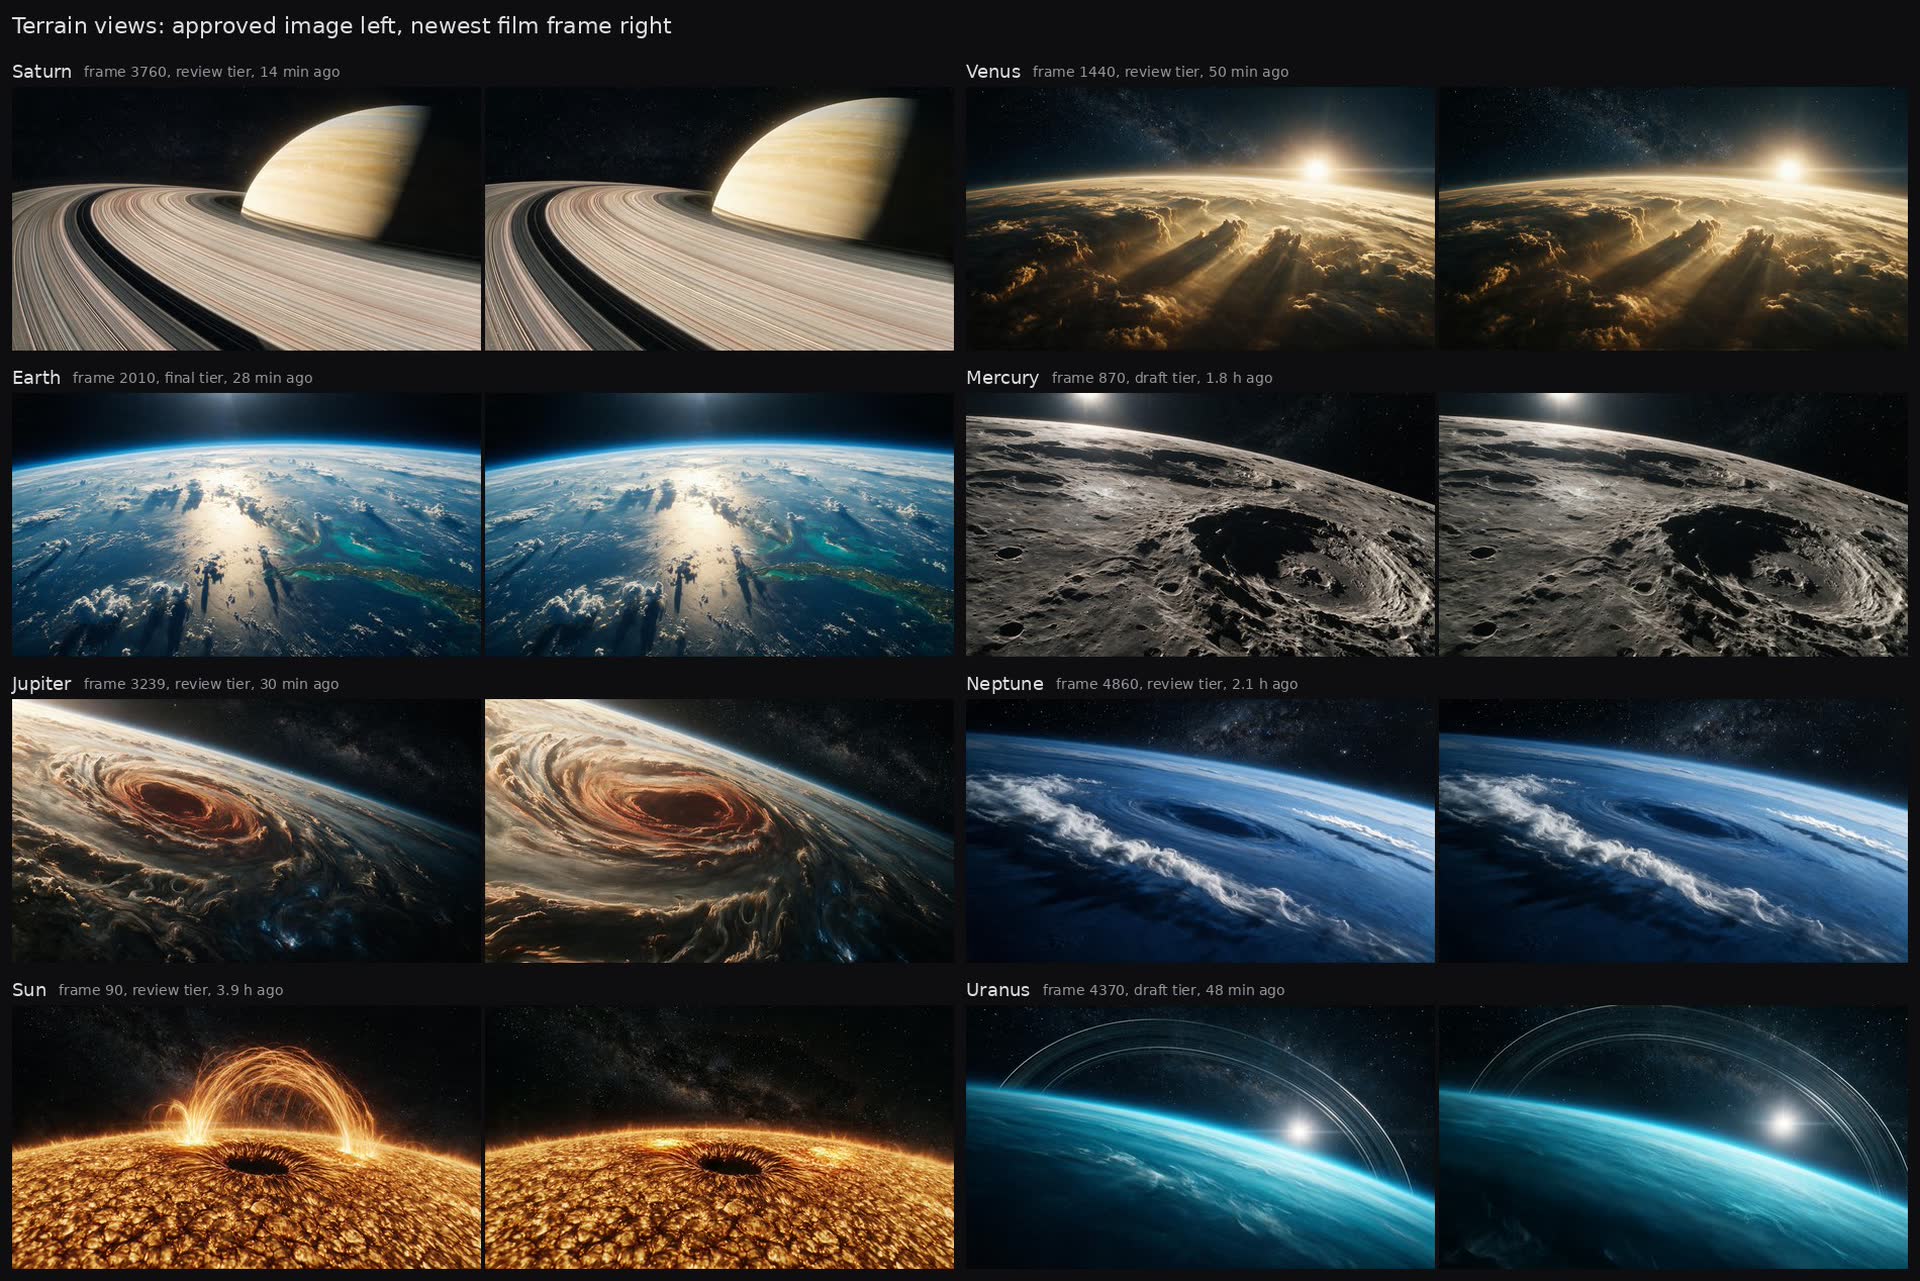 Terrain views: approved image left, newest film frame right
Saturn frame 3760, review tier, 14 min ago
Venus frame 1440, review tier, 50 min ago
Earth frame 2010, final tier, 28 min ago
Mercury frame 870, draft tier, 1.8 h ago
Jupiter frame 3239, review tier, 30 min ago
Neptune frame 4860, review tier, 2.1 h ago
Sun frame 90, review tier, 3.9 h ago
Uranus frame 4370, draft tier, 48 min ago